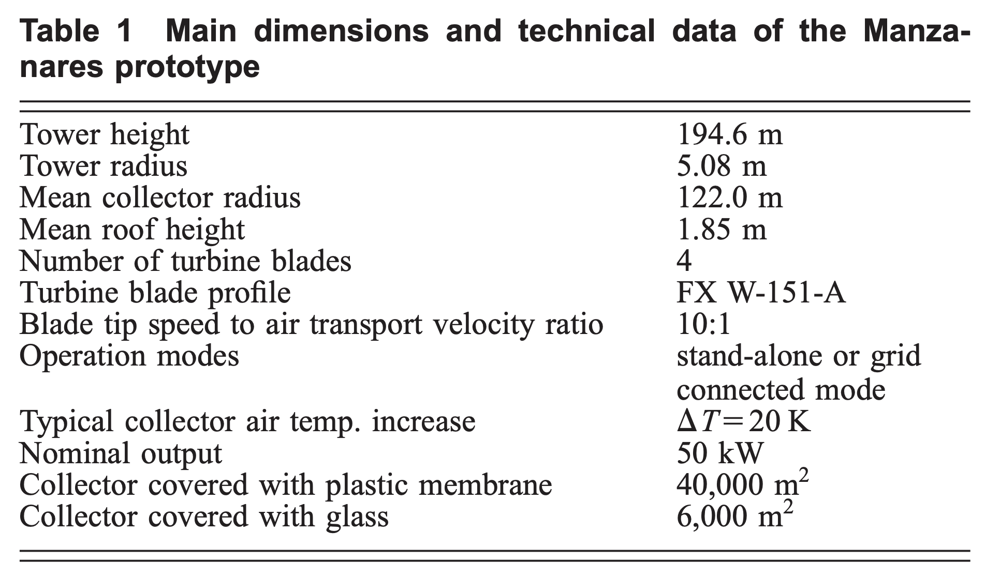 Table 1 Main dimensions and technical data of the Manza-
nares prototype
Tower height 194.6 m
Tower radius 5.08 m
Mean collector radius 122.0 m
Mean roof height 1.85 m
Number of turbine blades 4
Turbine blade profile FX W-151-A
Blade tip speed to air transport velocity ratio 10:1
Operation modes stand-alone or grid
connected mode
Typical collector air temp. increase ΔT=20 K
Nominal output 50 kW
Collector covered with plastic membrane 40,000 m²
Collector covered with glass 6,000 m²